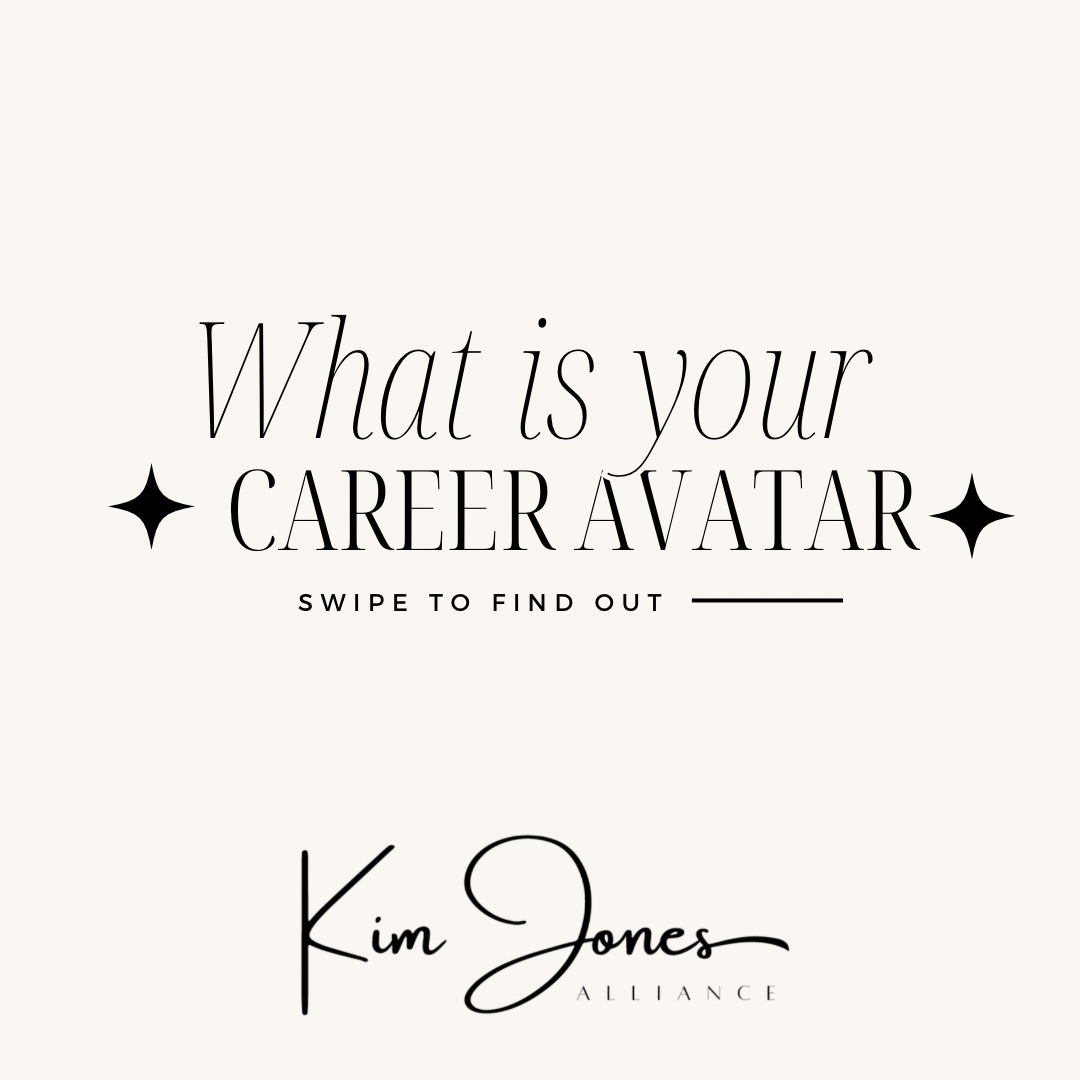 What is your
CAREER AVATAR
SWIPE TO FIND OUT
Kim Jones
ALLIANCE